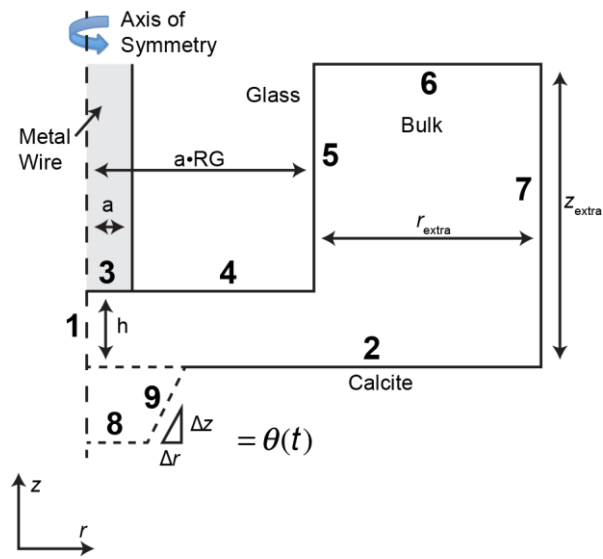 Axis of
Symmetry
6
Glass
Bulk
Metal
Wire
a•RG
5
7
z extra
r extra
a
3
4
1
h
2
Calcite
9
8
Δz
Δr
= θ(t)
z
r